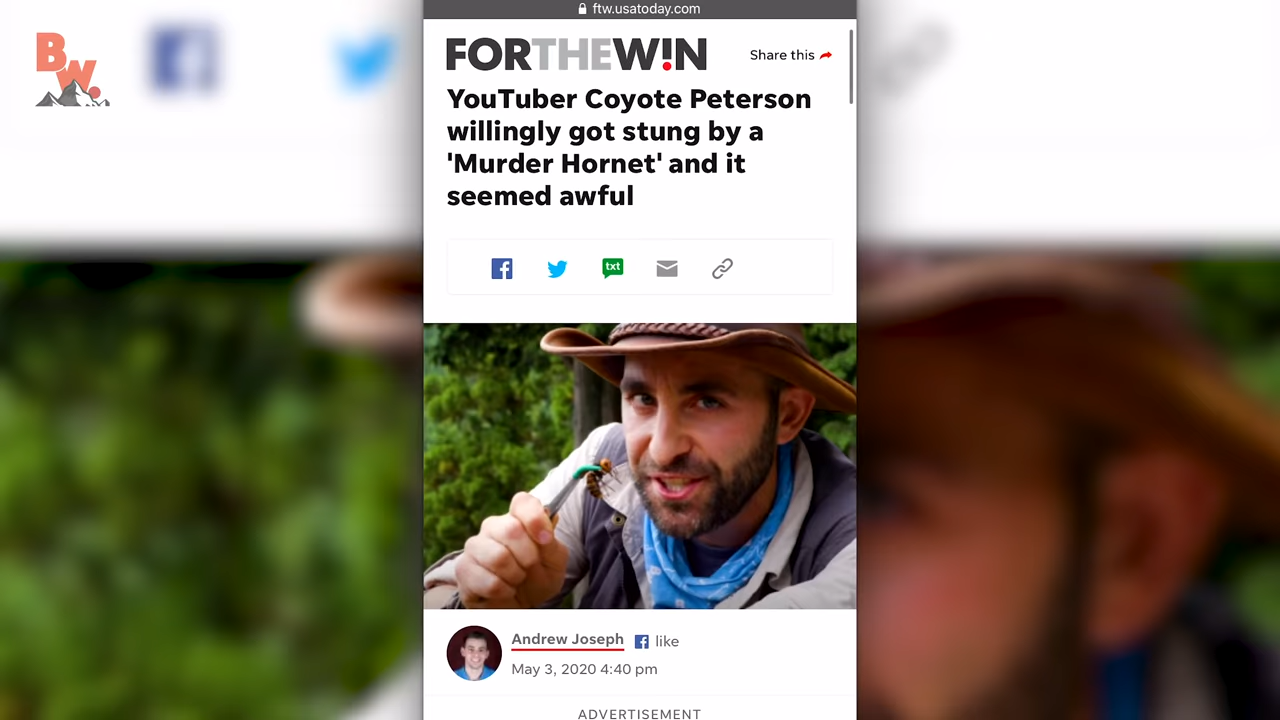 ftw.usatoday.com
BW.
FORTHEW!N
Share this
YouTuber Coyote Peterson
willingly got stung by a
'Murder Hornet' and it
seemed awful
txt
Andrew Joseph
like
May 3, 2020 4:40 pm
ADVERTISEMENT